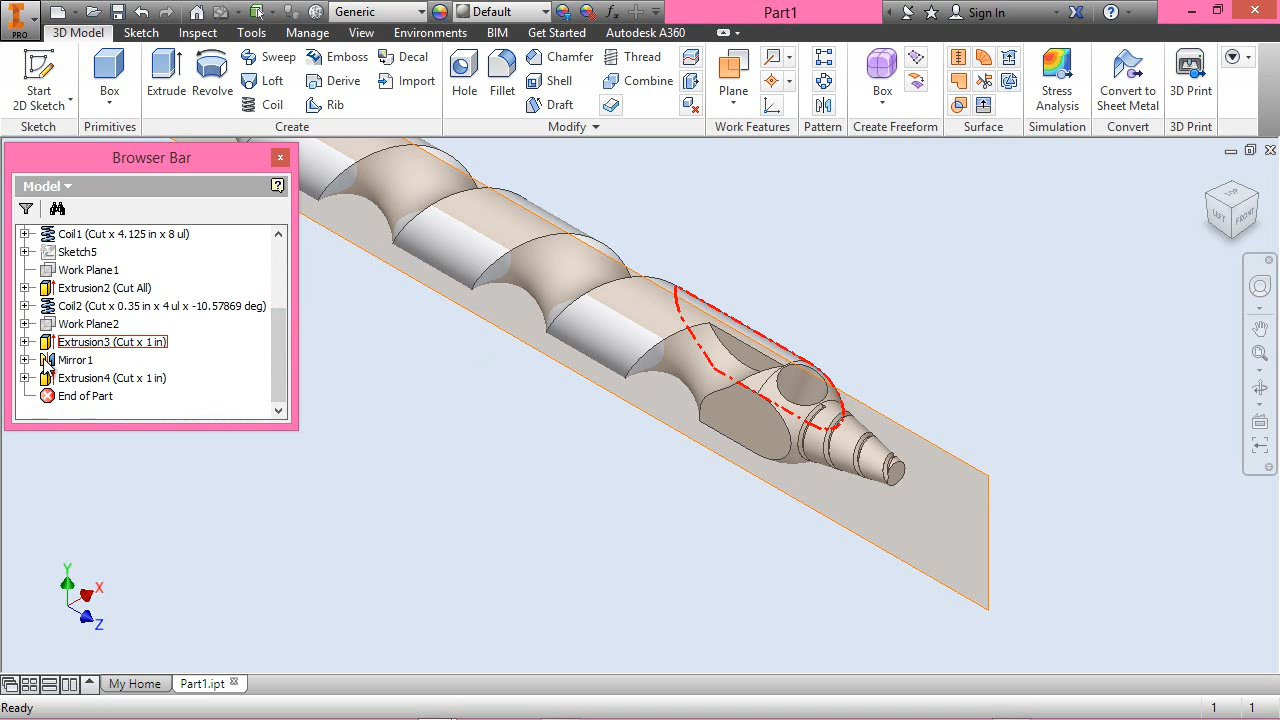 Generic
Default
Part1
Sign In
PRO
3D Model
Sketch
Inspect
Tools
Manage
View
Environments
BIM
Get Started
Autodesk A360
Start
2D Sketch
Sketch
Box
Primitives
Extrude
Revolve
Sweep
Loft
Coil
Emboss
Derive
Rib
Decal
Import
Create
Hole
Fillet
Chamfer
Shell
Draft
Thread
Combine
Modify
Plane
Work Features
Pattern
Box
Create Freeform
Surface
Stress
Analysis
Simulation
Convert to
Sheet Metal
Convert
3D Print
3D Print
Browser Bar
Model
Coil1 (Cut x 4.125 in x 8 ul)
Sketch5
Work Plane1
Extrusion2 (Cut All)
Coil2 (Cut x 0.35 in x 4 ul x -10.57869 deg)
Work Plane2
Extrusion3 (Cut x 1 in)
Mirror1
Extrusion4 (Cut x 1 in)
End of Part
TOP
LEFT
FRONT
Y
X
Z
My Home
Part1.ipt
Ready
1
1